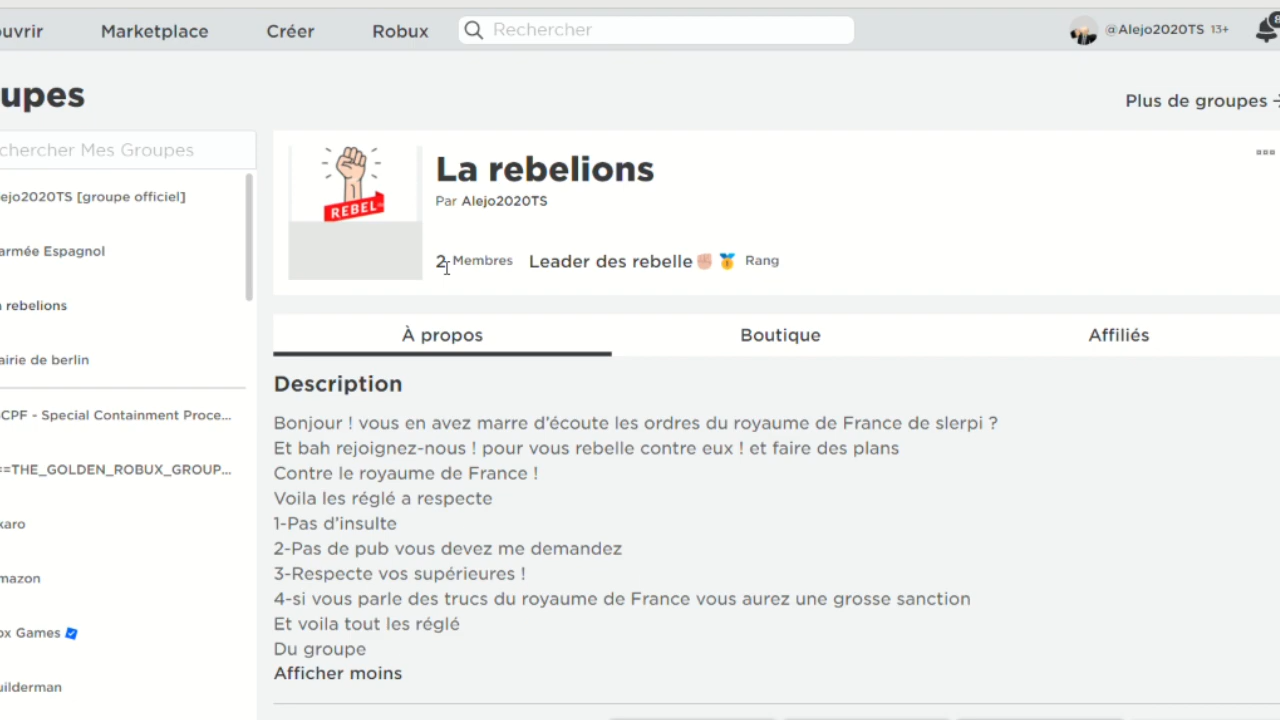 ouvrir Marketplace Créer Robux Rechercher @Alejo2020TS 13+ 8
upes
Plus de groupes
chercher Mes Groupes
ejo2020TS [groupe officiel]
armée Espagnol
rebelions
airie de berlin
CPF - Special Containment Proce...
==THE_GOLDEN_ROBUX_GROUP...
karo
mazon
ox Games
uilderman
REBEL
La rebelions
Par Alejo2020TS
2 Membres Leader des rebelle✊🏼🥇 Rang
À propos Boutique Affiliés
Description
Bonjour ! vous en avez marre d'écoute les ordres du royaume de France de slerpi ?
Et bah rejoignez-nous ! pour vous rebelle contre eux ! et faire des plans
Contre le royaume de France !
Voila les réglé a respecte
1-Pas d'insulte
2-Pas de pub vous devez me demandez
3-Respecte vos supérieures !
4-si vous parle des trucs du royaume de France vous aurez une grosse sanction
Et voila tout les réglé
Du groupe
Afficher moins